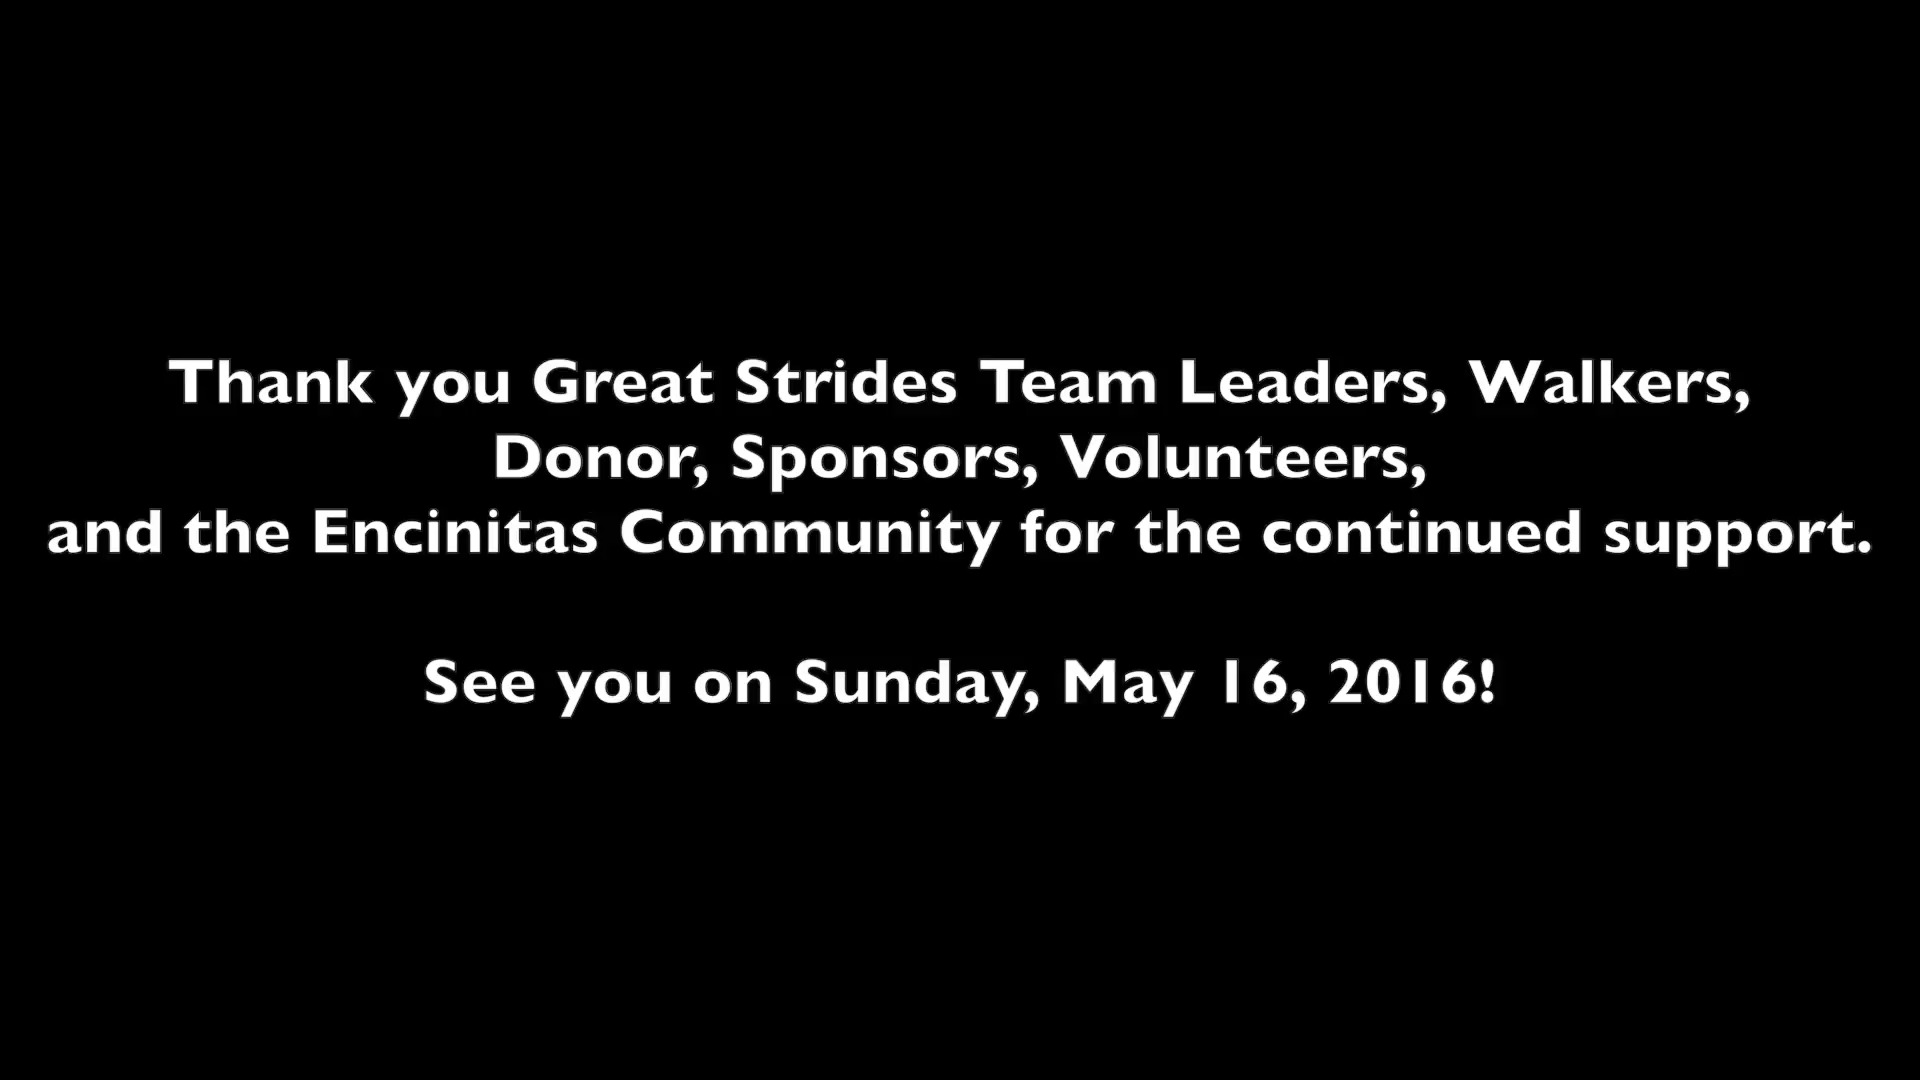 Thank you Great Strides Team Leaders, Walkers,
Donor, Sponsors, Volunteers,
and the Encinitas Community for the continued support.
See you on Sunday, May 16, 2016!